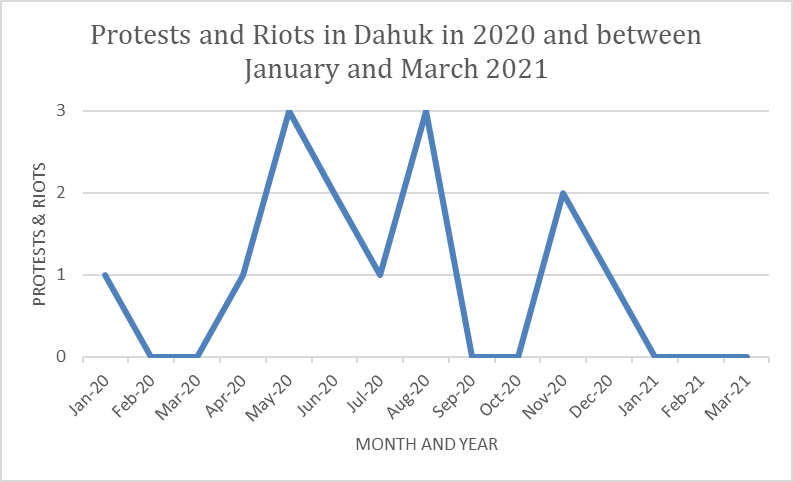 Protests and Riots in Dahuk in 2020 and between
January and March 2021
PROTESTS & RIOTS
3
2
1
0
Jan-20
Feb-20
Mar-20
Apr-20
May-20
Jun-20
Jul-20
Aug-20
Sep-20
Oct-20
Nov-20
Dec-20
Jan-21
Feb-21
Mar-21
MONTH AND YEAR